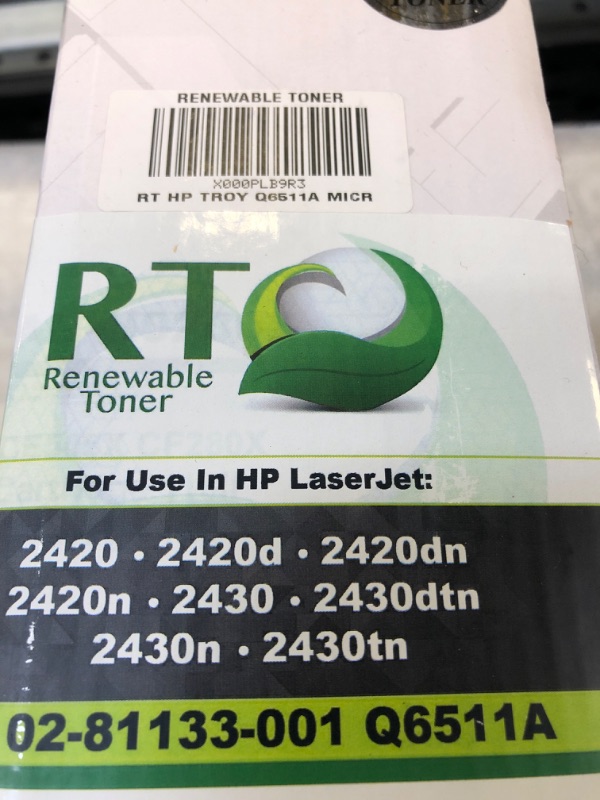 TONER
RENEWABLE TONER
X000PLB9R3
RT HP TROY Q6511A MICR
RT
Renewable
Toner
For Use In HP LaserJet:
2420 • 2420d • 2420dn
2420n • 2430 • 2430dtn
2430n • 2430tn
02-81133-001 Q6511A